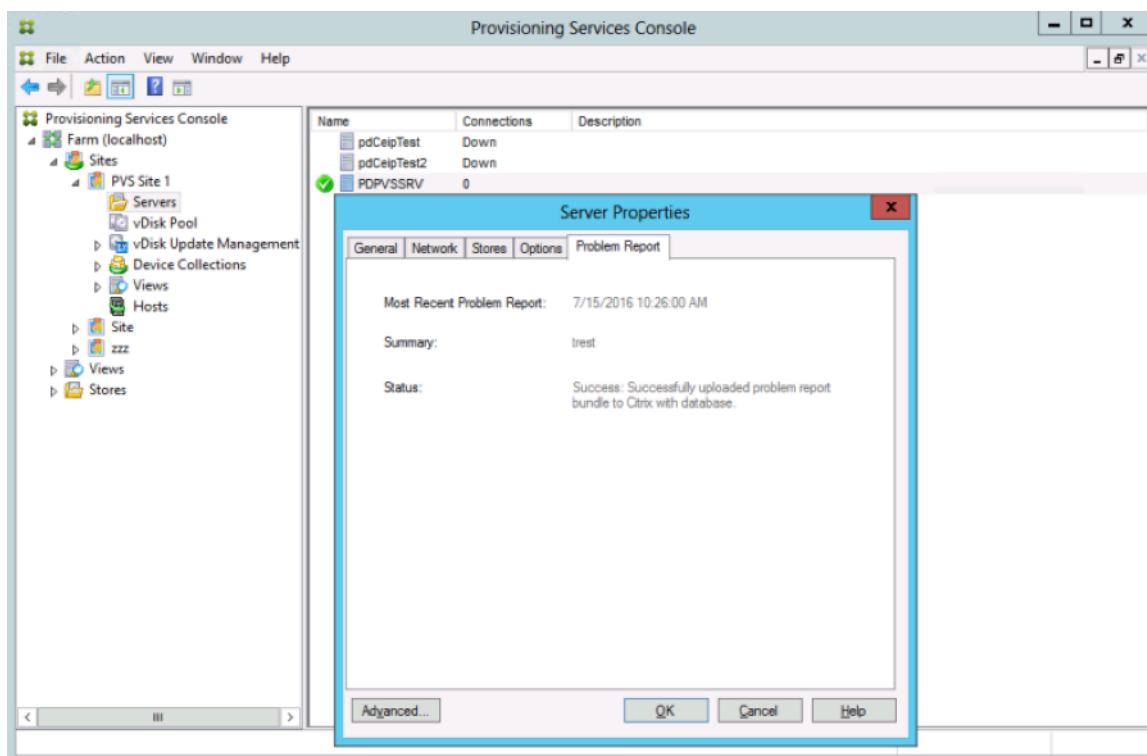 Provisioning Services Console
File Action View Window Help
Provisioning Services Console
Farm (localhost)
Sites
PVS Site 1
Servers
vDisk Pool
vDisk Update Management
Device Collections
Views
Hosts
Site
zzz
Views
Stores
Name Connections Description
pdCeipTest Down
pdCeipTest2 Down
PDPVSSRV 0
Server Properties
General Network Stores Options Problem Report
Most Recent Problem Report: 7/15/2016 10:26:00 AM
Summary: trest
Status: Success: Successfully uploaded problem report
bundle to Citrix with database.
Advanced... OK Cancel Help